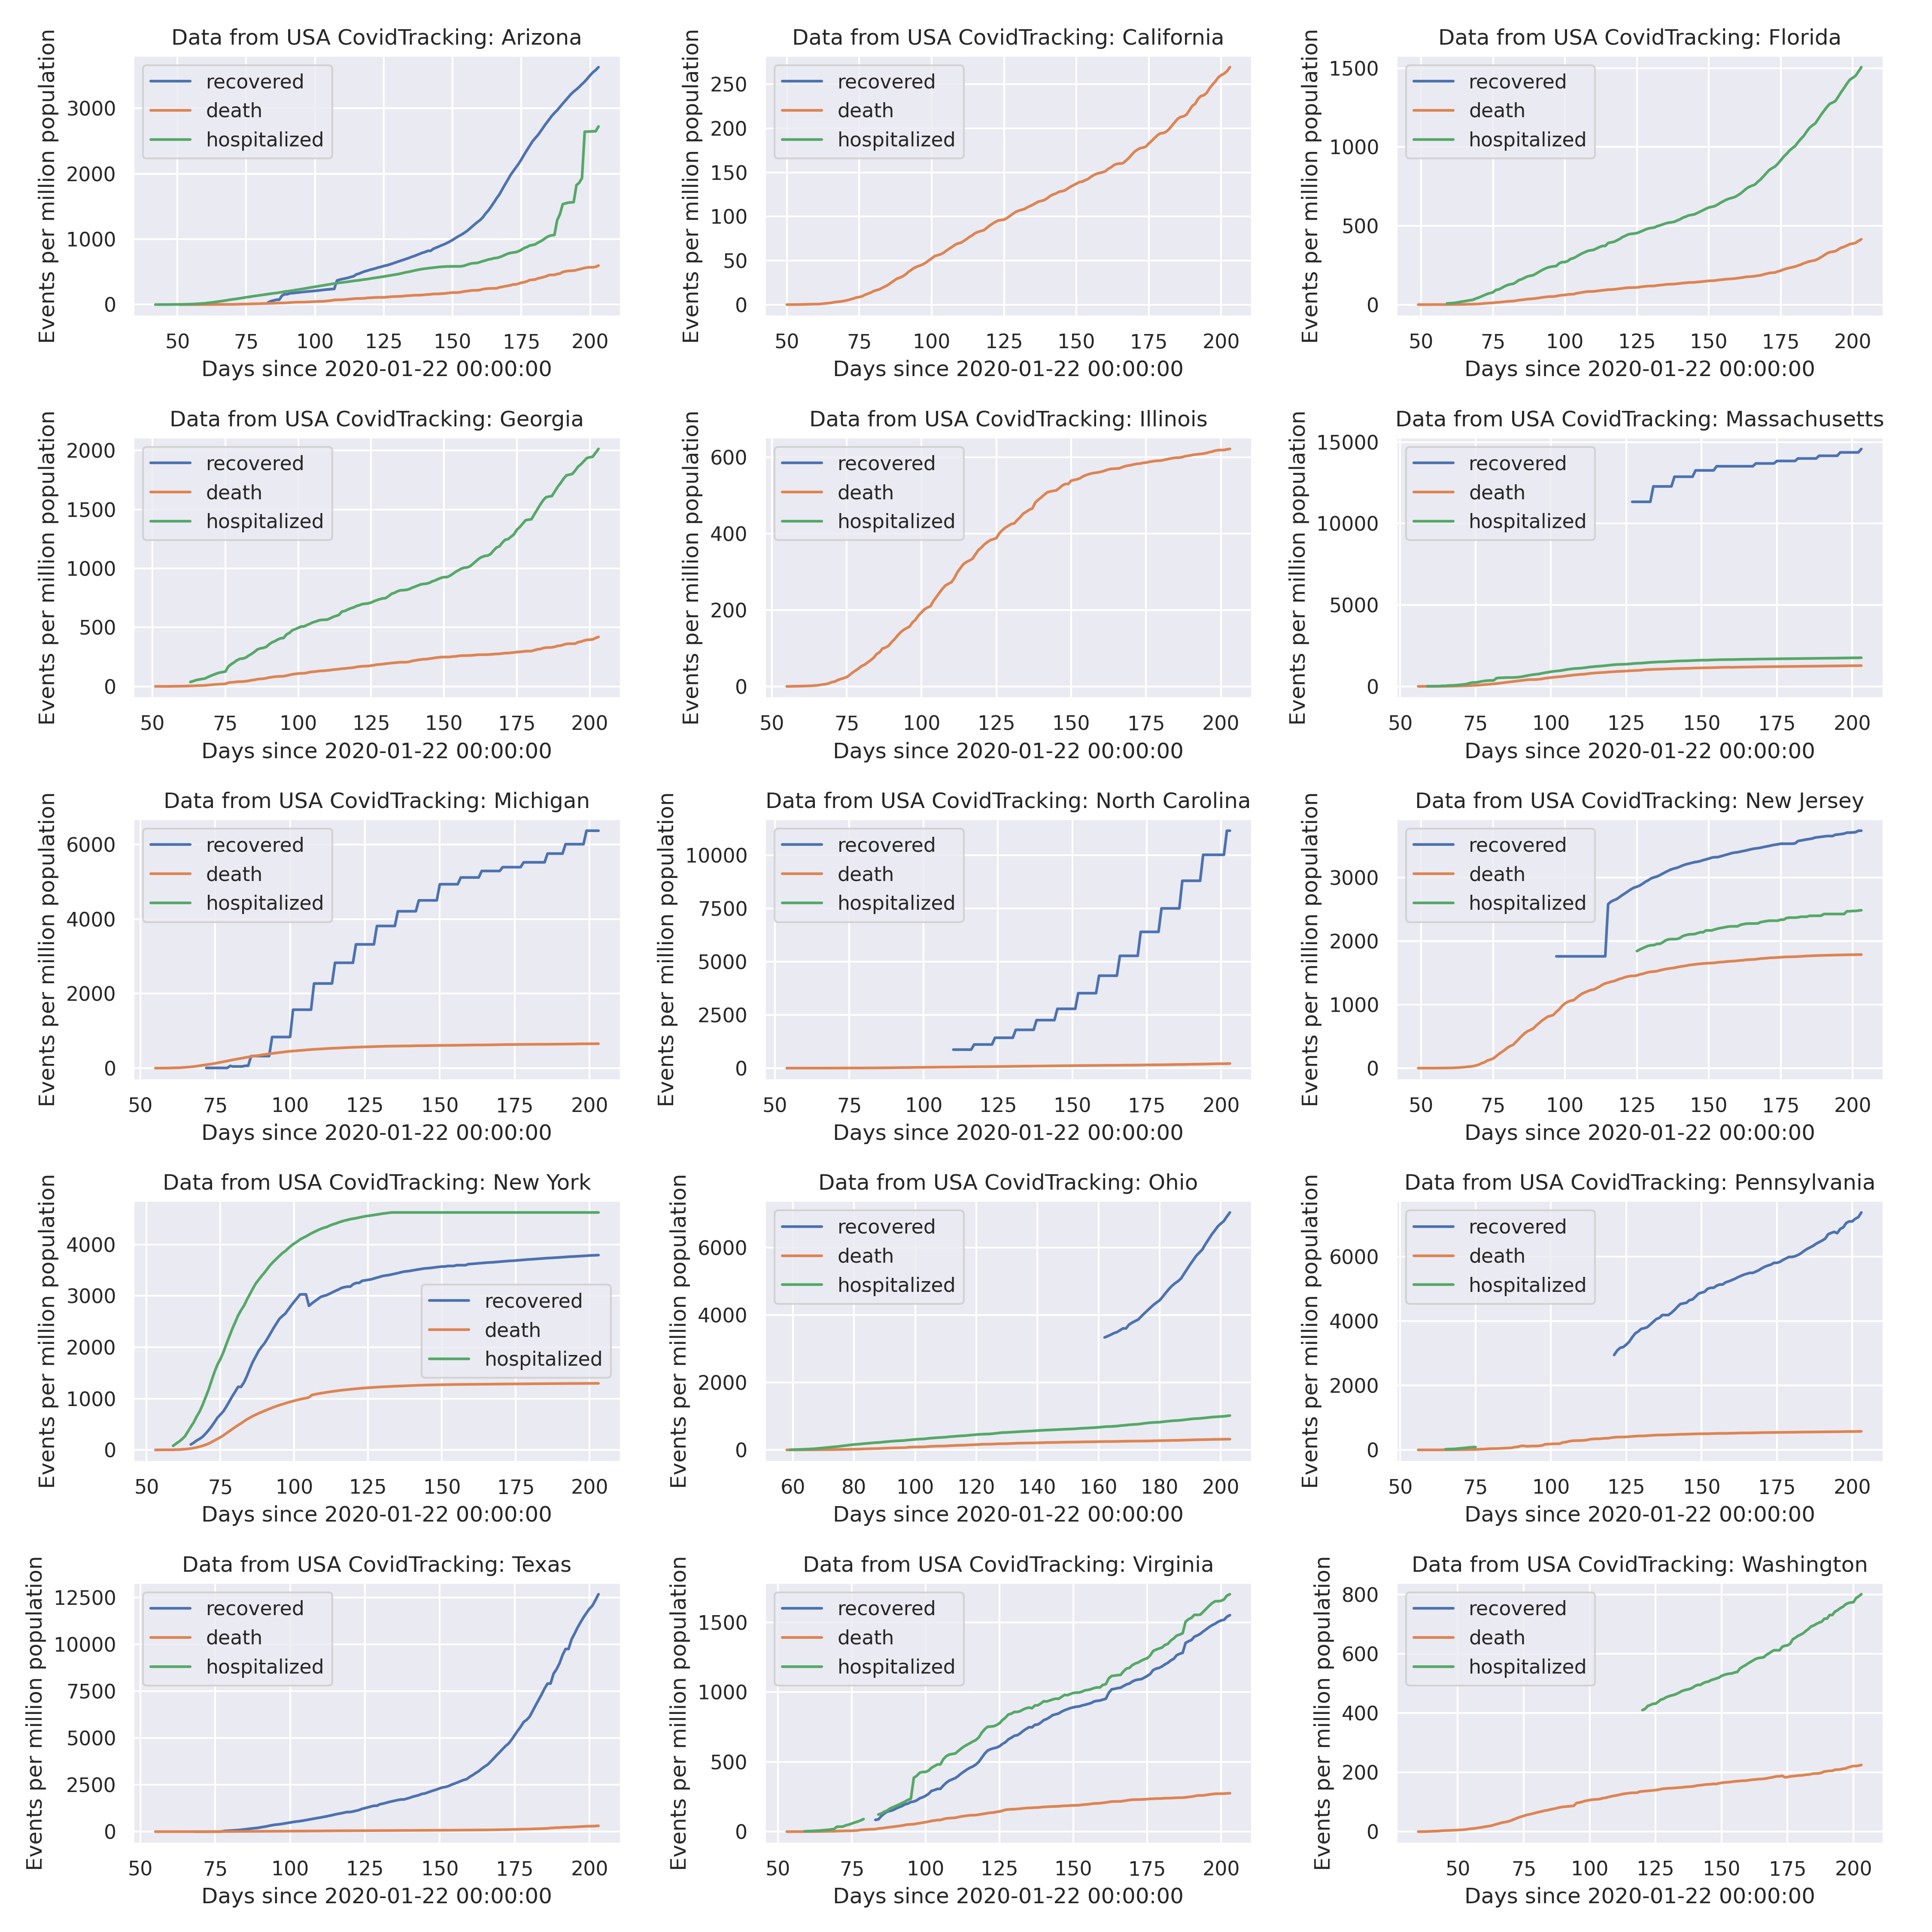 Data from USA CovidTracking: Arizona
Events per million population
3000
2000
1000
0
recovered
death
hospitalized
50 75 100 125 150 175 200
Days since 2020-01-22 00:00:00
Data from USA CovidTracking: California
Events per million population
250
200
150
100
50
0
recovered
death
hospitalized
50 75 100 125 150 175 200
Days since 2020-01-22 00:00:00
Data from USA CovidTracking: Florida
Events per million population
1500
1000
500
0
recovered
death
hospitalized
50 75 100 125 150 175 200
Days since 2020-01-22 00:00:00
Data from USA CovidTracking: Georgia
Events per million population
2000
1500
1000
500
0
recovered
death
hospitalized
50 75 100 125 150 175 200
Days since 2020-01-22 00:00:00
Data from USA CovidTracking: Illinois
Events per million population
600
400
200
0
recovered
death
hospitalized
50 75 100 125 150 175 200
Days since 2020-01-22 00:00:00
Data from USA CovidTracking: Massachusetts
Events per million population
15000
10000
5000
0
recovered
death
hospitalized
50 75 100 125 150 175 200
Days since 2020-01-22 00:00:00
Data from USA CovidTracking: Michigan
Events per million population
6000
4000
2000
0
recovered
death
hospitalized
50 75 100 125 150 175 200
Days since 2020-01-22 00:00:00
Data from USA CovidTracking: North Carolina
Events per million population
10000
7500
5000
2500
0
recovered
death
hospitalized
50 75 100 125 150 175 200
Days since 2020-01-22 00:00:00
Data from USA CovidTracking: New Jersey
Events per million population
3000
2000
1000
0
recovered
death
hospitalized
50 75 100 125 150 175 200
Days since 2020-01-22 00:00:00
Data from USA CovidTracking: New York
Events per million population
4000
3000
2000
1000
0
recovered
death
hospitalized
50 75 100 125 150 175 200
Days since 2020-01-22 00:00:00
Data from USA CovidTracking: Ohio
Events per million population
6000
4000
2000
0
recovered
death
hospitalized
60 80 100 120 140 160 180 200
Days since 2020-01-22 00:00:00
Data from USA CovidTracking: Pennsylvania
Events per million population
6000
4000
2000
0
recovered
death
hospitalized
50 75 100 125 150 175 200
Days since 2020-01-22 00:00:00
Data from USA CovidTracking: Texas
Events per million population
12500
10000
7500
5000
2500
0
recovered
death
hospitalized
50 75 100 125 150 175 200
Days since 2020-01-22 00:00:00
Data from USA CovidTracking: Virginia
Events per million population
1500
1000
500
0
recovered
death
hospitalized
50 75 100 125 150 175 200
Days since 2020-01-22 00:00:00
Data from USA CovidTracking: Washington
Events per million population
800
600
400
200
0
recovered
death
hospitalized
50 75 100 125 150 175 200
Days since 2020-01-22 00:00:00